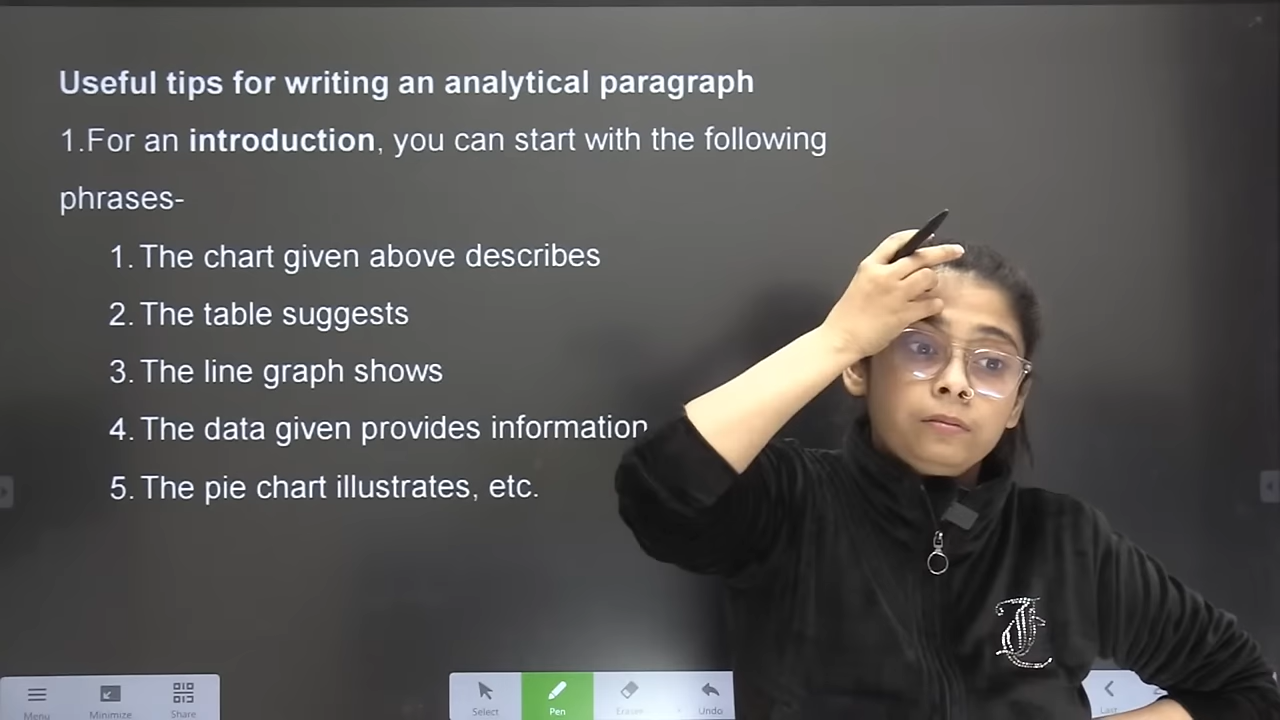 Useful tips for writing an analytical paragraph
1.For an introduction, you can start with the following
phrases-
1. The chart given above describes
2. The table suggests
3. The line graph shows
4. The data given provides information
5. The pie chart illustrates, etc.
Menu
Minimize
Share
Select
Pen
Eraser
Undo
Last